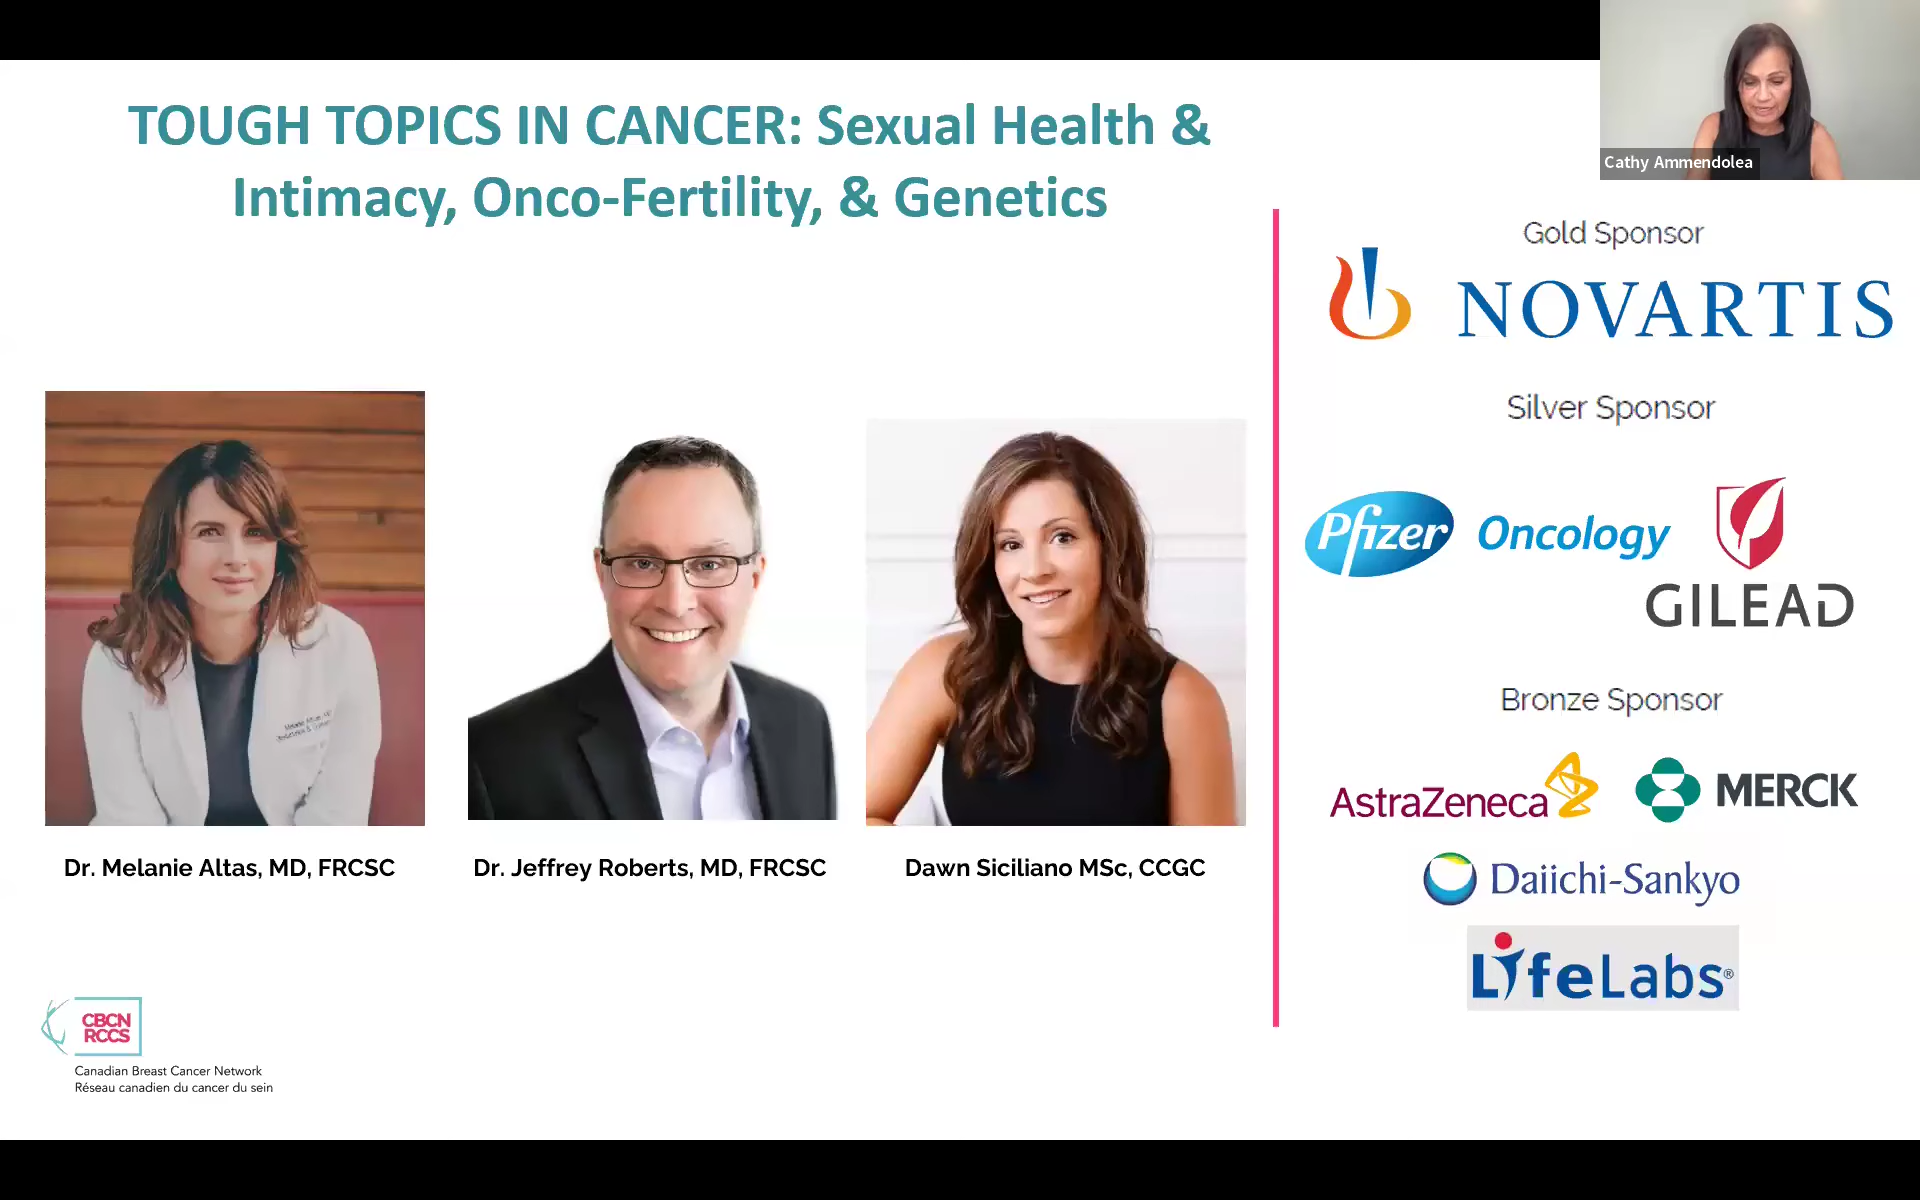 TOUGH TOPICS IN CANCER: Sexual Health &
Intimacy, Onco-Fertility, & Genetics
Cathy Ammendolea
Gold Sponsor
NOVARTIS
Silver Sponsor
Pfizer Oncology
GILEAD
Bronze Sponsor
AstraZeneca
MERCK
Daiichi-Sankyo
LifeLabs®
Dr. Melanie Altas, MD, FRCSC
Dr. Jeffrey Roberts, MD, FRCSC
Dawn Siciliano MSc, CCGC
CBCN
RCCS
Canadian Breast Cancer Network
Réseau canadien du cancer du sein